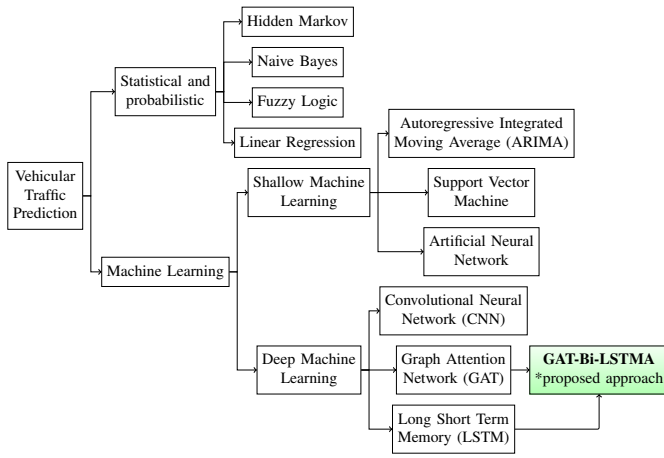 Hidden Markov
Naive Bayes
Statistical and
probabilistic
Fuzzy Logic
Linear Regression
Autoregressive Integrated
Moving Average (ARIMA)
Vehicular
Traffic
Prediction
Shallow Machine
Learning
Support Vector
Machine
Artificial Neural
Network
Machine Learning
Convolutional Neural
Network (CNN)
Deep Machine
Learning
Graph Attention
Network (GAT)
GAT-Bi-LSTMA
*proposed approach
Long Short Term
Memory (LSTM)